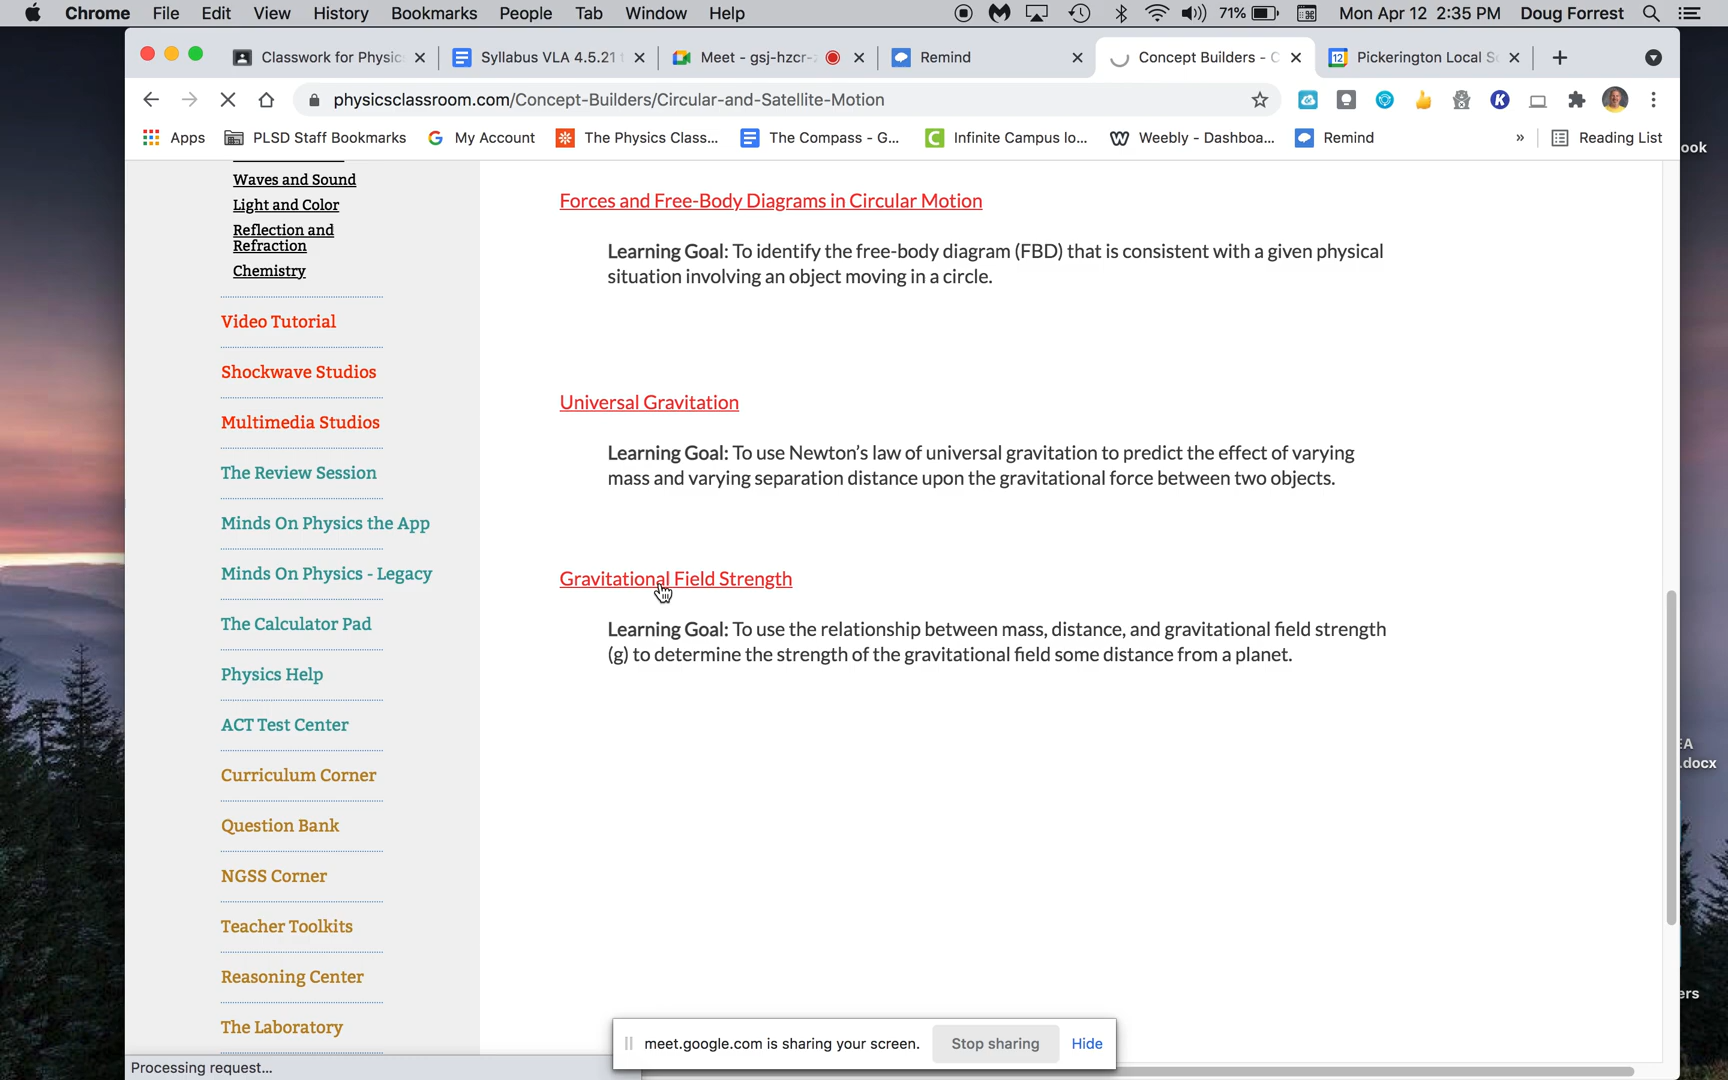 Chrome File Edit View History Bookmarks People Tab Window Help 71% Mon Apr 12 2:35 PM Doug Forrest
Classwork for Physic Syllabus VLA 4.5.21 Meet - gsj-hzcr- Remind Concept Builders - C 12 Pickerington Local S
physicsclassroom.com/Concept-Builders/Circular-and-Satellite-Motion
Apps PLSD Staff Bookmarks My Account The Physics Class... The Compass - G... Infinite Campus lo... Weebly - Dashboa... Remind » Reading List
ook
Waves and Sound
Light and Color
Reflection and
Refraction
Chemistry
Video Tutorial
Shockwave Studios
Multimedia Studios
The Review Session
Minds On Physics the App
Minds On Physics - Legacy
The Calculator Pad
Physics Help
ACT Test Center
Curriculum Corner
Question Bank
NGSS Corner
Teacher Toolkits
Reasoning Center
The Laboratory
Forces and Free-Body Diagrams in Circular Motion
Learning Goal: To identify the free-body diagram (FBD) that is consistent with a given physical
situation involving an object moving in a circle.
Universal Gravitation
Learning Goal: To use Newton’s law of universal gravitation to predict the effect of varying
mass and varying separation distance upon the gravitational force between two objects.
Gravitational Field Strength
Learning Goal: To use the relationship between mass, distance, and gravitational field strength
(g) to determine the strength of the gravitational field some distance from a planet.
EA
.docx
ers
meet.google.com is sharing your screen. Stop sharing Hide
Processing request...